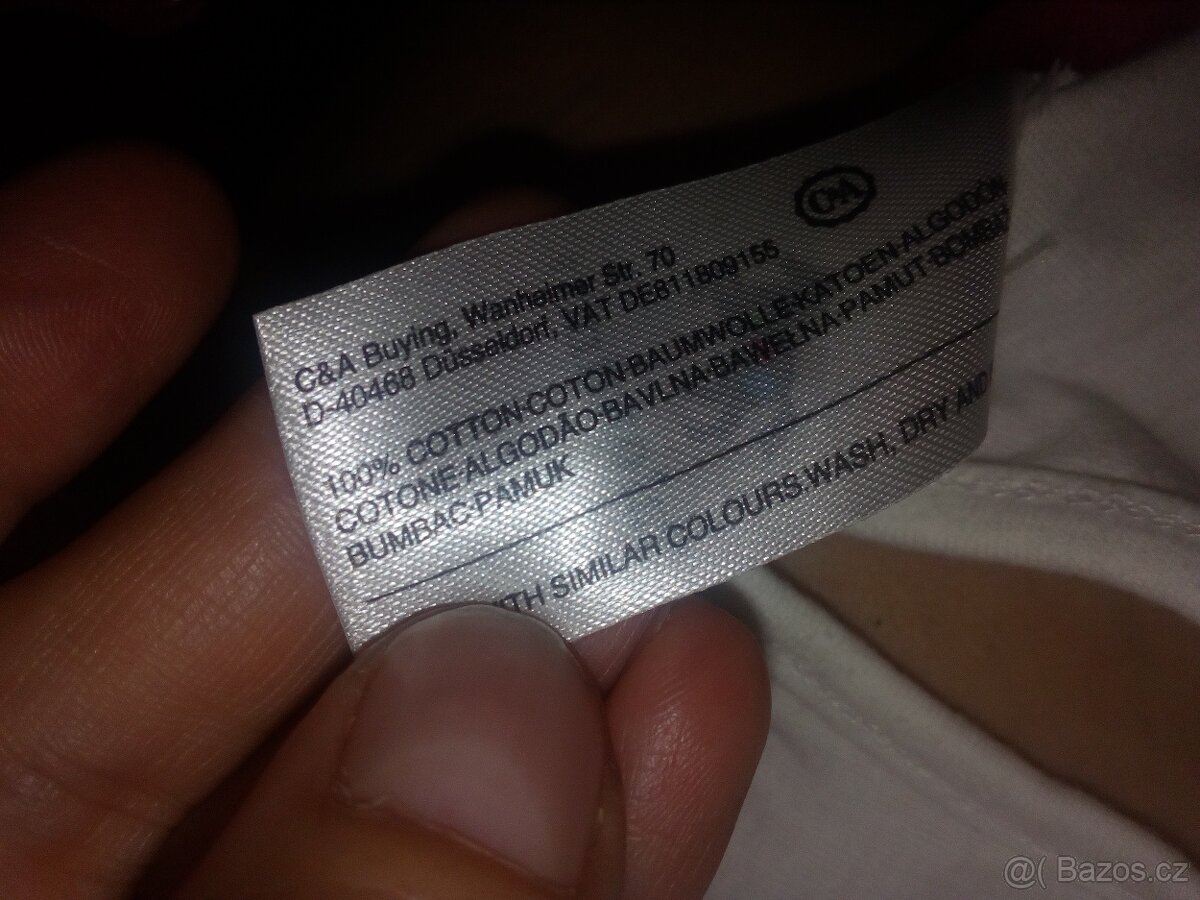 C&A
C&A Buying, Wanheimer Str. 70
D-40468 Düsseldorf, VAT DE811809155
100% COTTON·COTON·BAUMWOLLE·KATOEN·ALGODÓN
COTONE·ALGODÃO·BAVLNA·BAWEŁNA·PAMUT·BOMBA
BUMBAC·PAMUK
WITH SIMILAR COLOURS·WASH, DRY AND
@( Bazos.cz